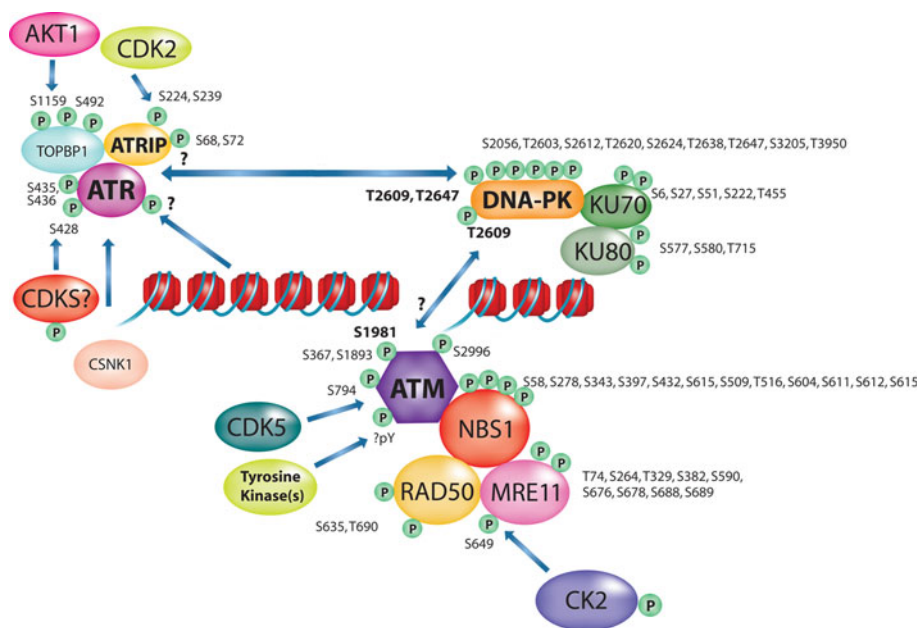 AKT1
CDK2
S1159
S492
S224, S239
P
P
P
P
P
S68, S72
TOPBP1
ATRIP
?
S435,
S436
P
ATR
P
P
?
S428
S2056, T2603, S2612, T2620, S2624, T2638, T2647, S3205, T3950
P
P
P
P
P
P
T2609, T2647
DNA-PK
P
T2609
P
P
KU70
S6, S27, S51, S222, T455
KU80
P
P
S577, S580, T715
CDKS?
P
CSNK1
?
S1981
S367, S1893
P
P
S2996
S794
P
ATM
P
?pY
P
P
P
P
S58, S278, S343, S397, S432, S615, S509, T516, S604, S611, S612, S615
NBS1
CDK5
Tyrosine
Kinase(s)
P
P
T74, S264, T329, S382, S590,
S676, S678, S688, S689
P
RAD50
MRE11
P
P
S635, T690
S649
CK2
P